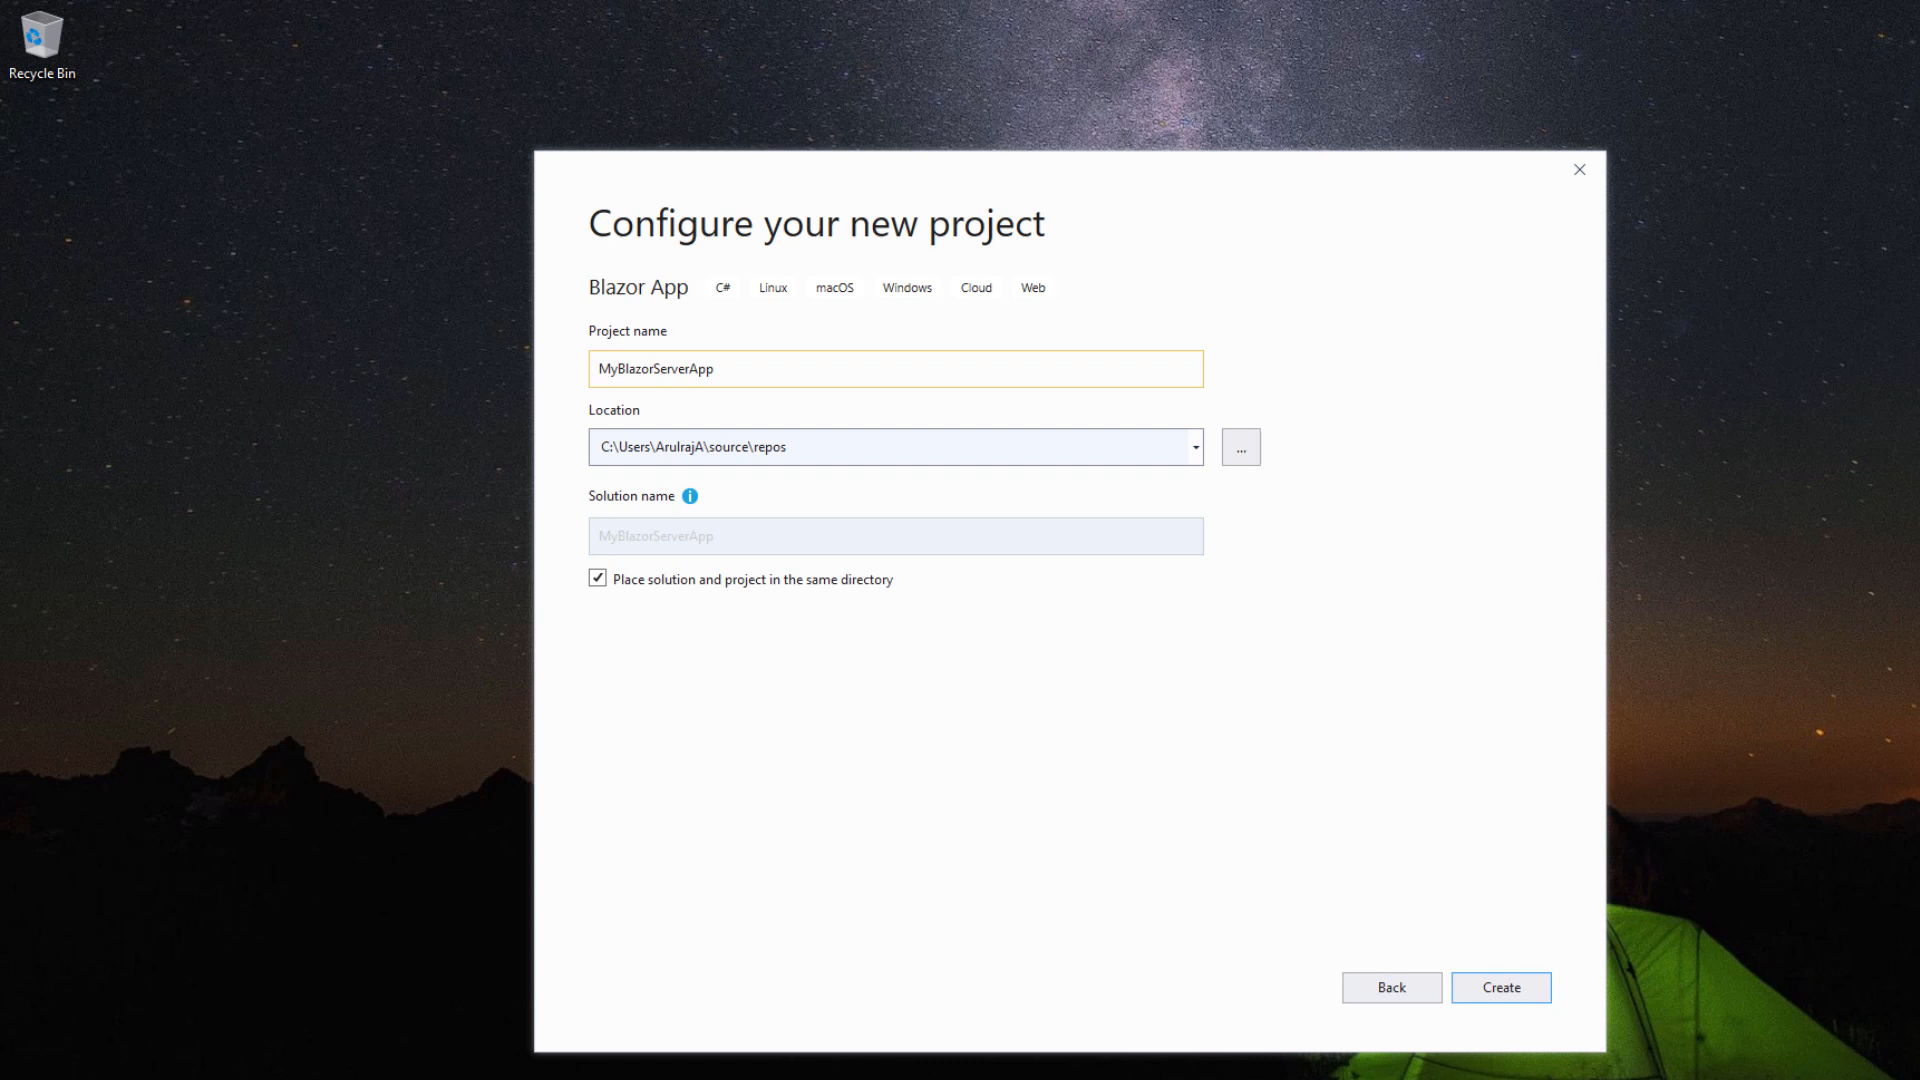 Recycle Bin
Configure your new project
Blazor App C# Linux macOS Windows Cloud Web
Project name
MyBlazorServerApp
Location
C:\Users\ArulrajA\source\repos
...
Solution name
MyBlazorServerApp
Place solution and project in the same directory
Back Create